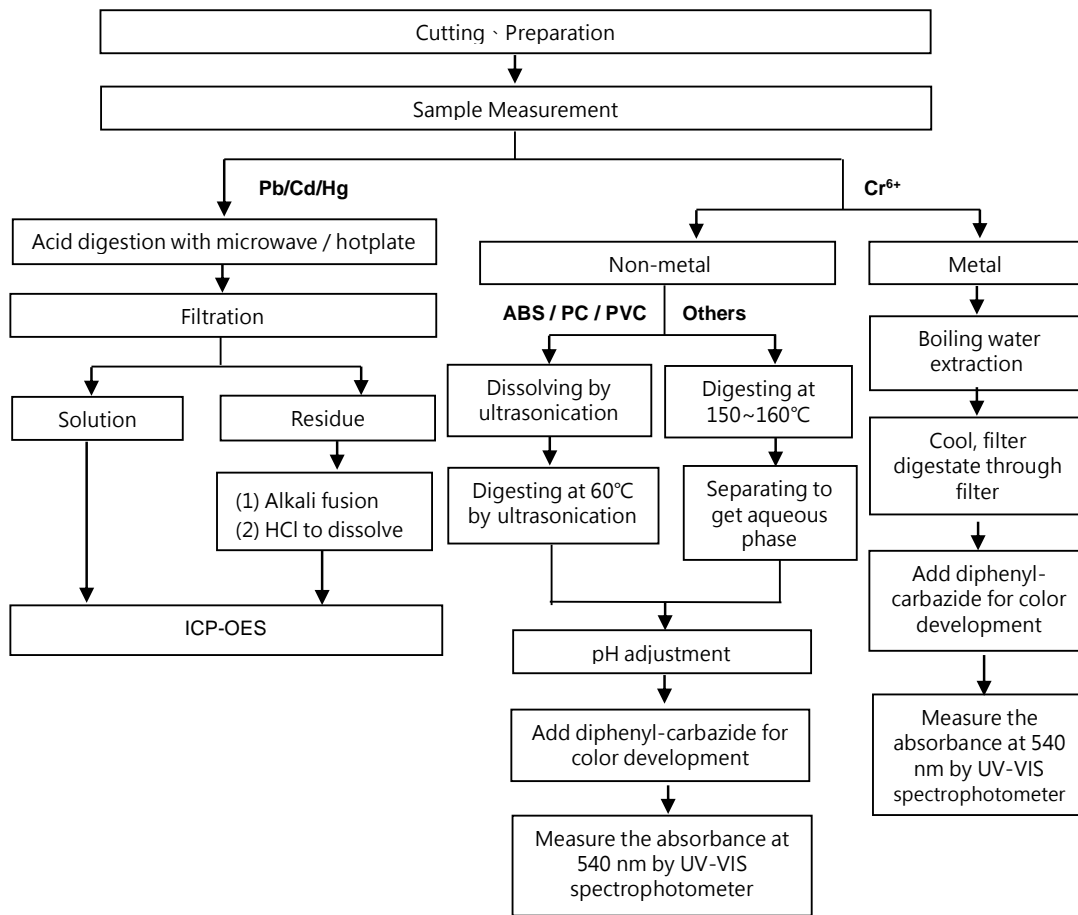 Cutting、Preparation
Sample Measurement
Pb/Cd/Hg
Cr6+
Acid digestion with microwave / hotplate
Filtration
Solution
Residue
(1) Alkali fusion
(2) HCl to dissolve
ICP-OES
Non-metal
ABS / PC / PVC
Others
Dissolving by
ultrasonication
Digesting at 60℃
by ultrasonication
Digesting at
150~160℃
Separating to
get aqueous
phase
pH adjustment
Add diphenyl-carbazide for
color development
Measure the absorbance at
540 nm by UV-VIS
spectrophotometer
Metal
Boiling water
extraction
Cool, filter
digestate through
filter
Add diphenyl-
carbazide for color
development
Measure the
absorbance at 540
nm by UV-VIS
spectrophotometer